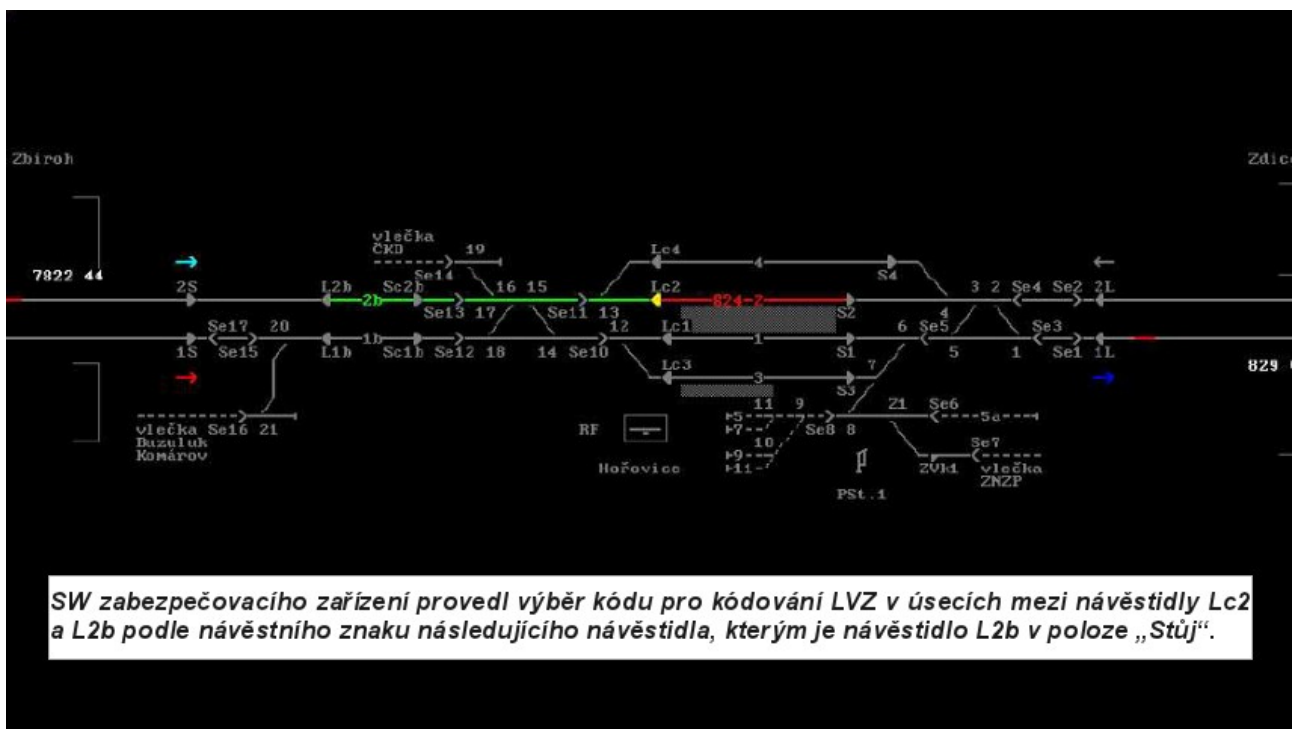 Zbiroh
Zdice
vlečka
ČKD 19 Lc4 4 S4
7822 44
Se14
2S L2b Sc2b 16 15 Lc2 3 2 Se4 Se2 2L
2b 824-2
Se13 17 Se11 13 S2 4
Se17 20 12 Lc1 6 Se5 Se3
1b 1
1S Se15 L1b Sc1b Se12 18 14 Se10 S1 5 1 Se1 1L
Lc3 7
829
3 S3
11 9 Z1 Se6
5 5a
vlečka Se16 21 RF 7 Se8 8
Buzuluk 10 Se7
Komárov 9
Hořovice 11 ZVk1 vlečka
ZNZP
PSt.1
SW zabezpečovacího zařízení provedl výběr kódu pro kódování LVZ v úsecích mezi návěstidly Lc2
a L2b podle návěstního znaku následujícího návěstidla, kterým je návěstidlo L2b v poloze „Stůj“.